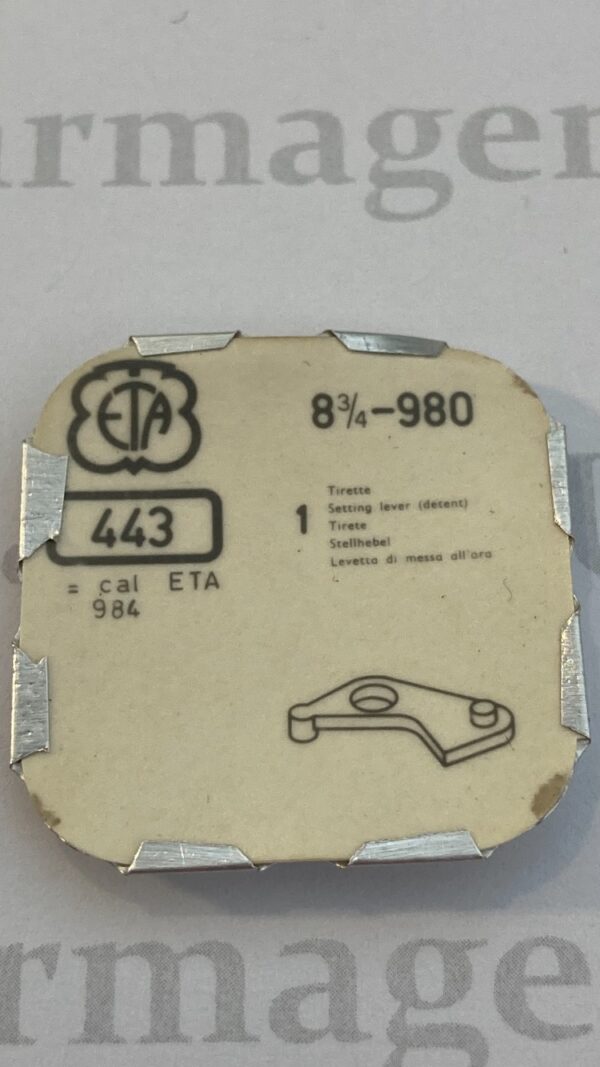 armagen
ETA
8¾-980
443
= cal ETA
984
1
Tirette
Setting lever (detent)
Tirete
Stellhebel
Levetta di messa all'ora
rmage